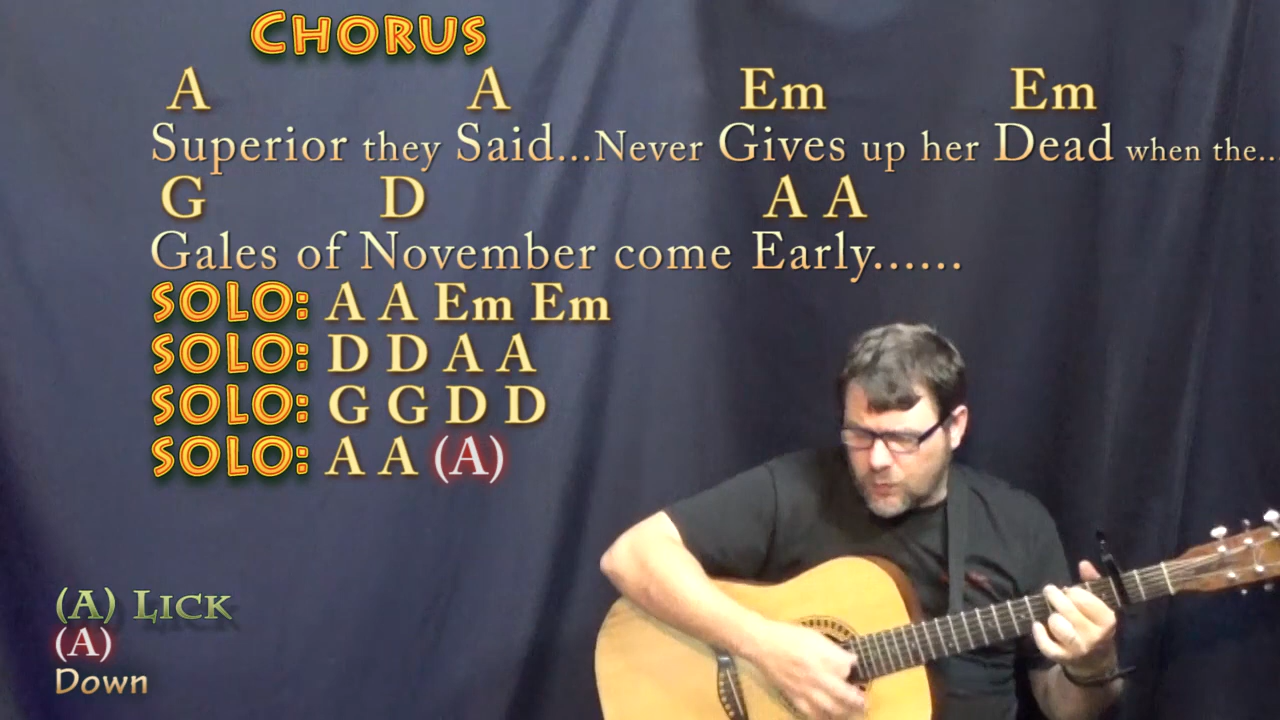 CHORUS
A A Em Em
Superior they Said...Never Gives up her Dead when the...
G D A A
Gales of November come Early......
SOLO: A A Em Em
SOLO: D D A A
SOLO: G G D D
SOLO: A A (A)
(A) LICK
(A)
Down